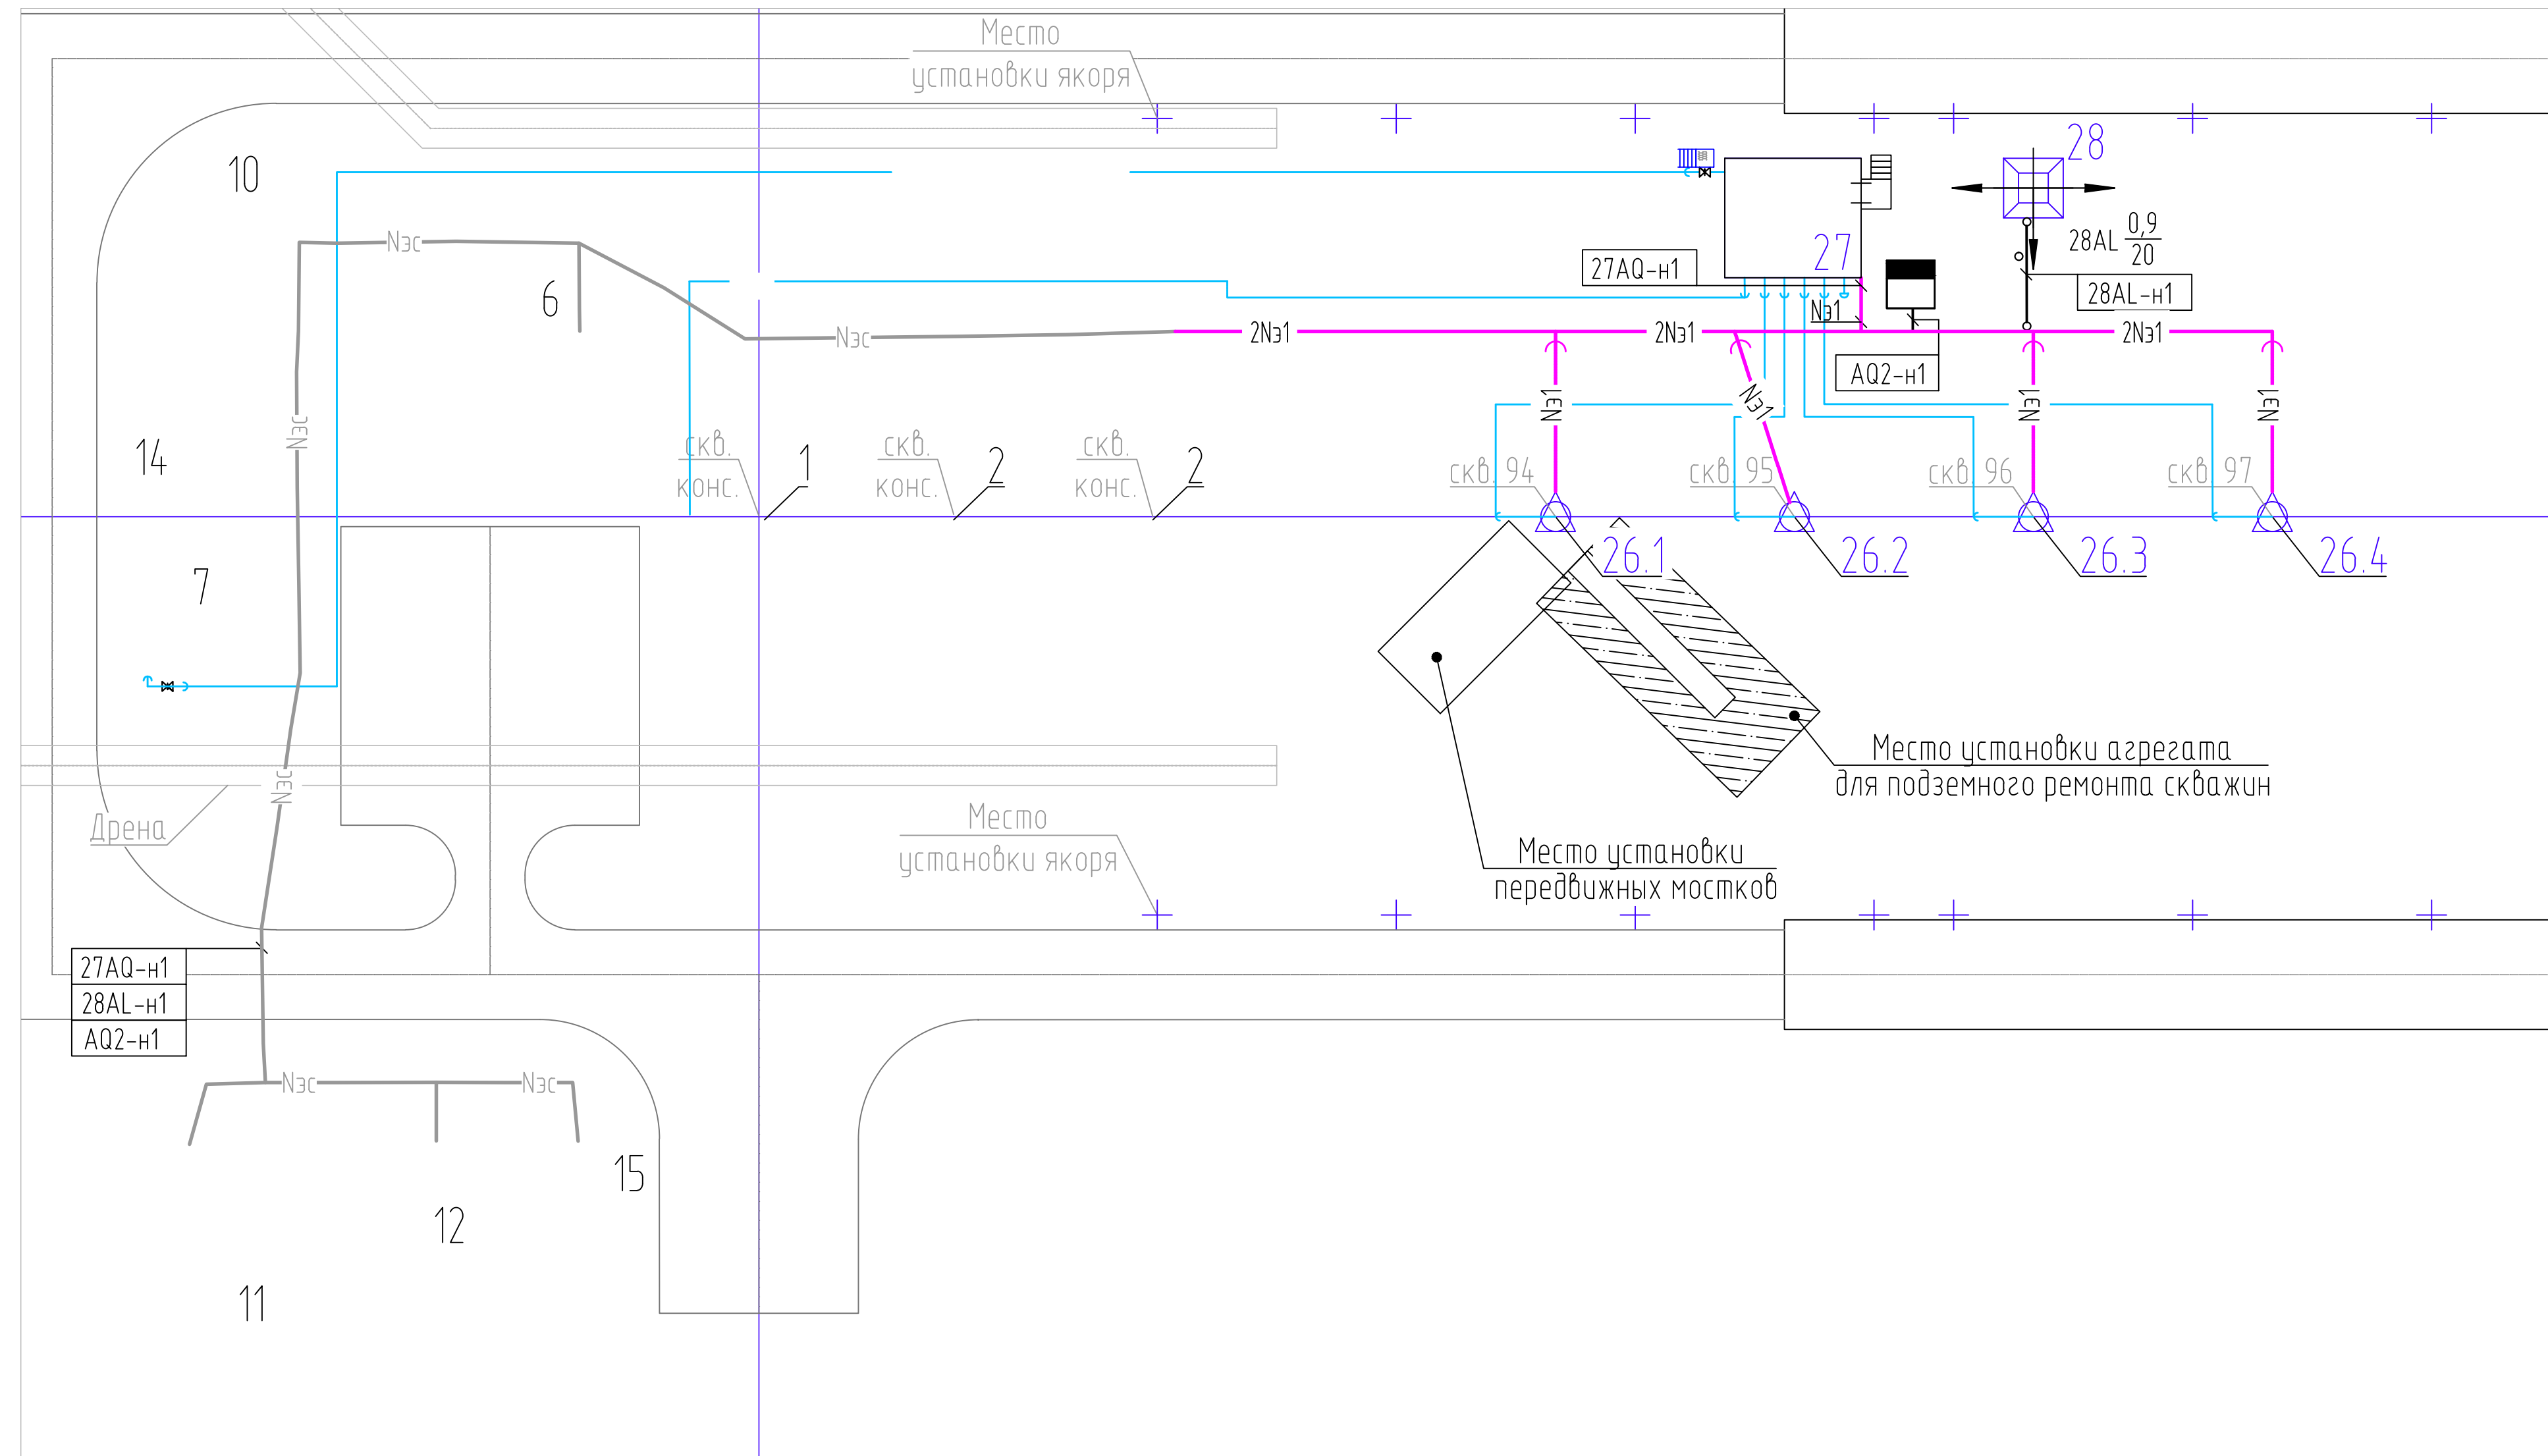 Место
установки якоря
10
28
28AL 0,9
20
Nэс
27
27AQ-н1
28AL-н1
6
Nэ1
Nэс
2Nэ1
2Nэ1
2Nэ1
AQ2-н1
Nэ1
Nэ1
Nэ1
Nэ1
Nэс
14
скв.
конс.
1
скв.
конс.
2
скв.
конс.
2
скв. 94
скв. 95
скв. 96
скв. 97
26.1
26.2
26.3
26.4
7
Nэс
Место установки агрегата
для подземного ремонта скважин
Дрена
Место
установки якоря
Место установки
передвижных мостков
27AQ-н1
28AL-н1
AQ2-н1
Nэс
Nэс
15
12
11